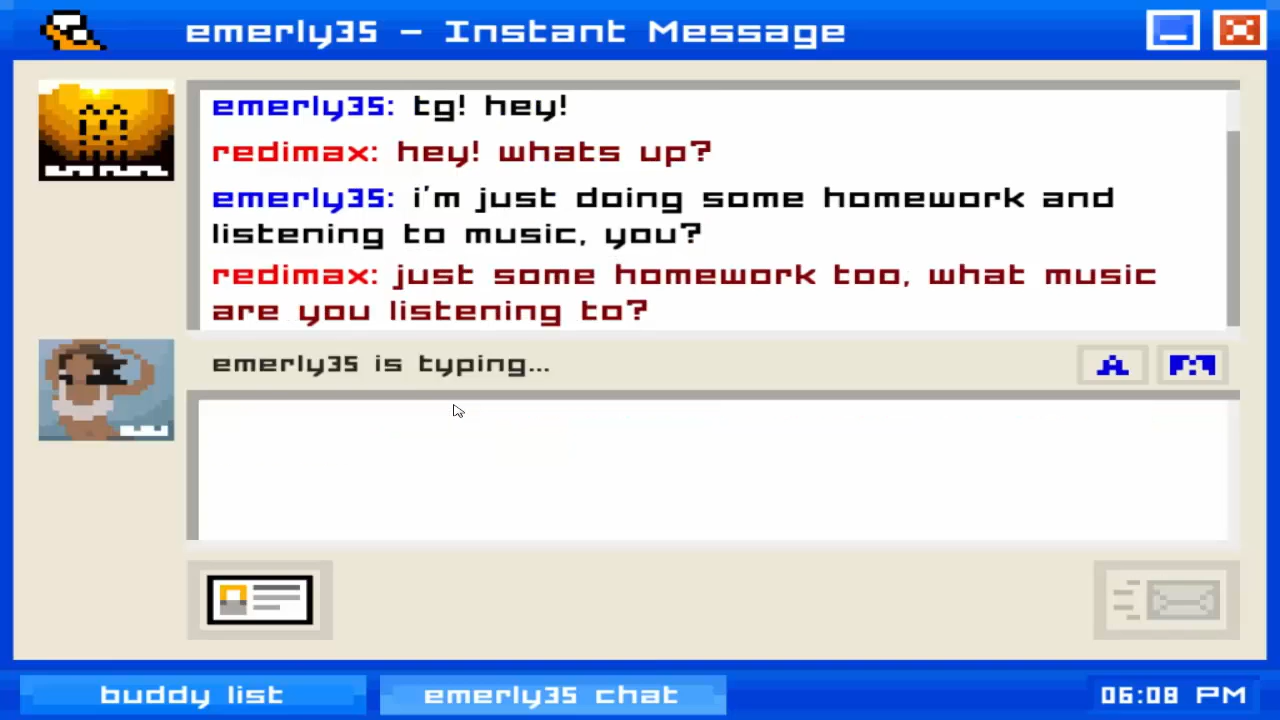 emerly35 - Instant Message
emerly35: tg! hey!
redimax: hey! whats up?
emerly35: i'm just doing some homework and
listening to music, you?
redimax: just some homework too, what music
are you listening to?
emerly35 is typing...
buddy list
emerly35 chat
06:08 PM